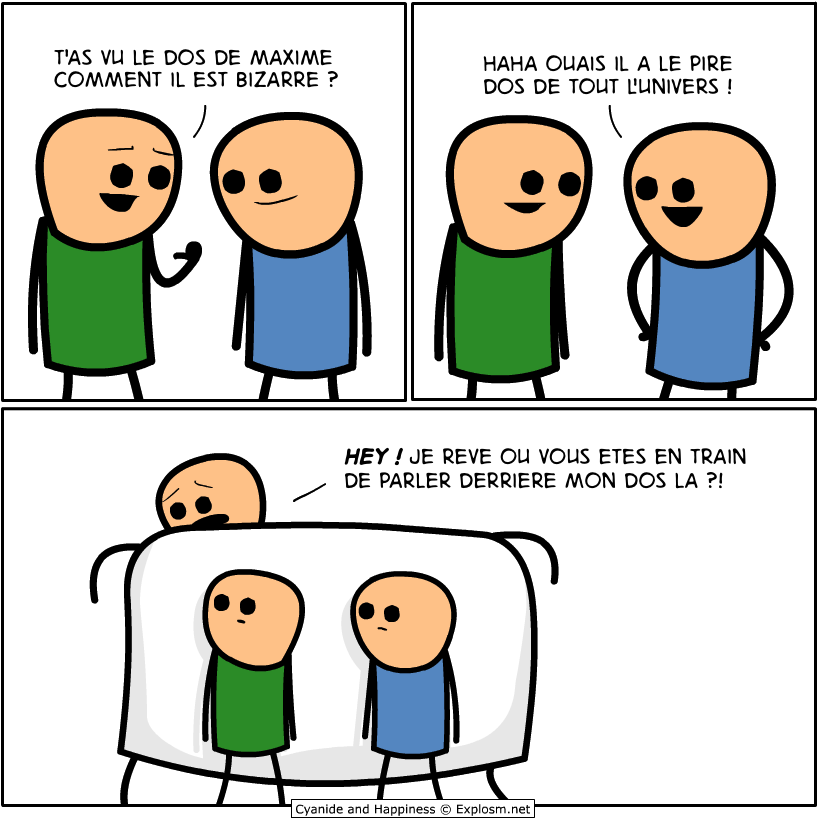 T'AS VU LE DOS DE MAXIME
COMMENT IL EST BIZARRE ?
HAHA OUAIS IL A LE PIRE
DOS DE TOUT L'UNIVERS !
HEY ! JE REVE OU VOUS ETES EN TRAIN
DE PARLER DERRIERE MON DOS LA ?!
Cyanide and Happiness © Explosm.net